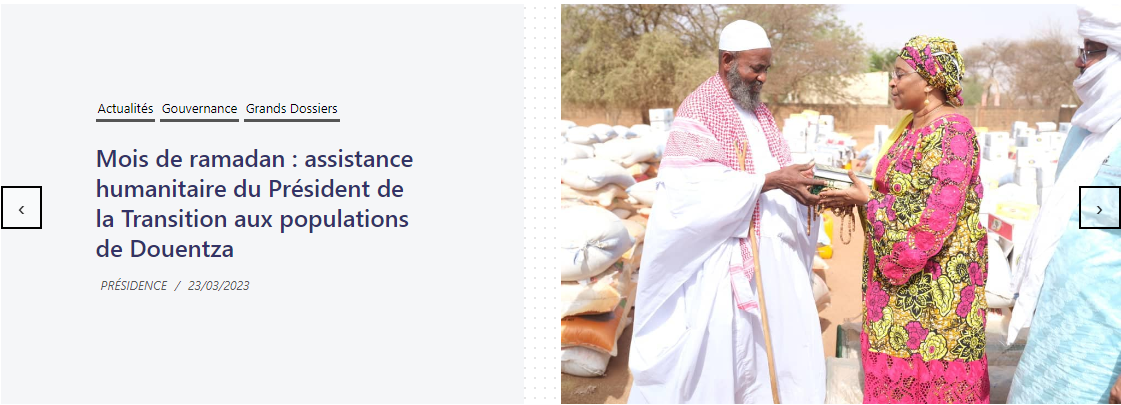 Actualités Gouvernance Grands Dossiers
Mois de ramadan : assistance
humanitaire du Président de
la Transition aux populations
de Douentza
PRÉSIDENCE / 23/03/2023
‹
›